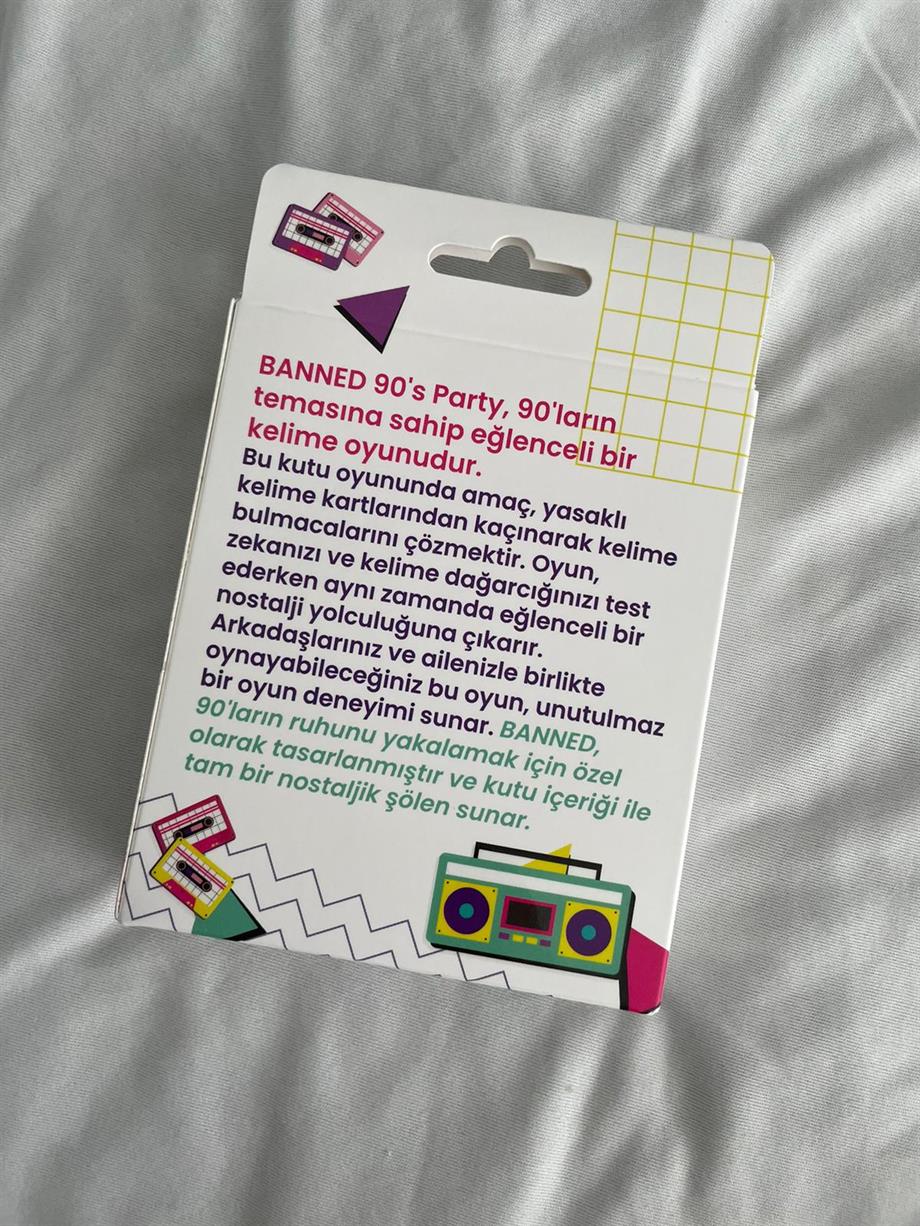 BANNED 90's Party, 90'ların
temasına sahip eğlenceli bir
kelime oyunudur.
Bu kutu oyununda amaç, yasaklı
kelime kartlarından kaçınarak kelime
bulmacalarını çözmektir. Oyun,
zekanızı ve kelime dağarcığınızı test
ederken aynı zamanda eğlenceli bir
nostalji yolculuğuna çıkarır.
Arkadaşlarınız ve ailenizle birlikte
oynayabileceğiniz bu oyun, unutulmaz
bir oyun deneyimi sunar. BANNED,
90'ların ruhunu yakalamak için özel
olarak tasarlanmıştır ve kutu içeriği ile
tam bir nostaljik şölen sunar.